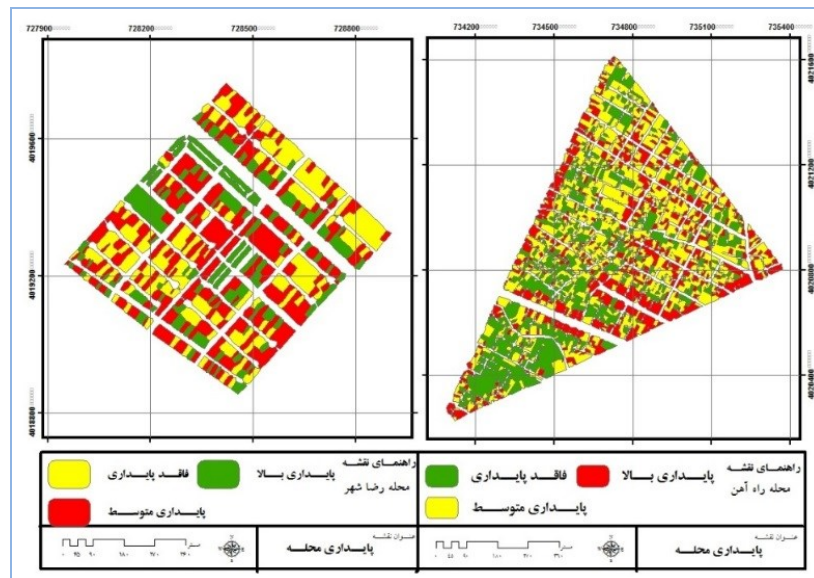 727900 728200 728500 728800
4019600
4019200
4018800
734200 734500 734800 735100 735400
4021600
4021200
4020800
4020400
راهنمای نقشه
محله رضا شهر
پایداری بالا
فاقد پایداری
پایداری متوسط
عنوان نقشه
پایداری محله
متر
راهنمای نقشه
محله راه آهن
پایداری بالا
فاقد پایداری
پایداری متوسط
عنوان نقشه
پایداری محله
متر